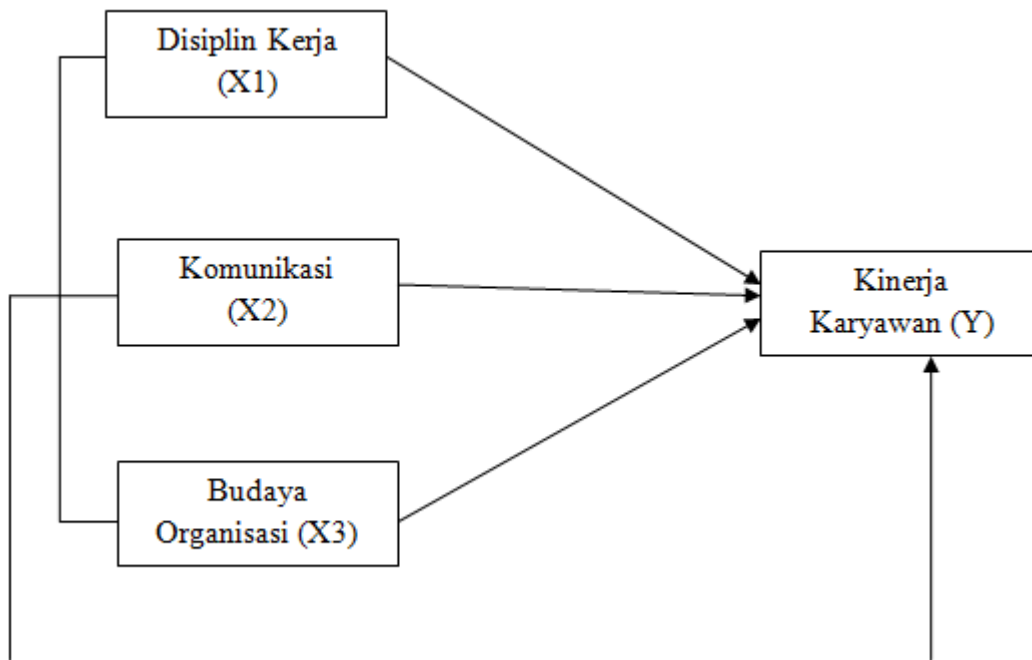 Disiplin Kerja
(X1)
Komunikasi
(X2)
Kinerja
Karyawan (Y)
Budaya
Organisasi (X3)